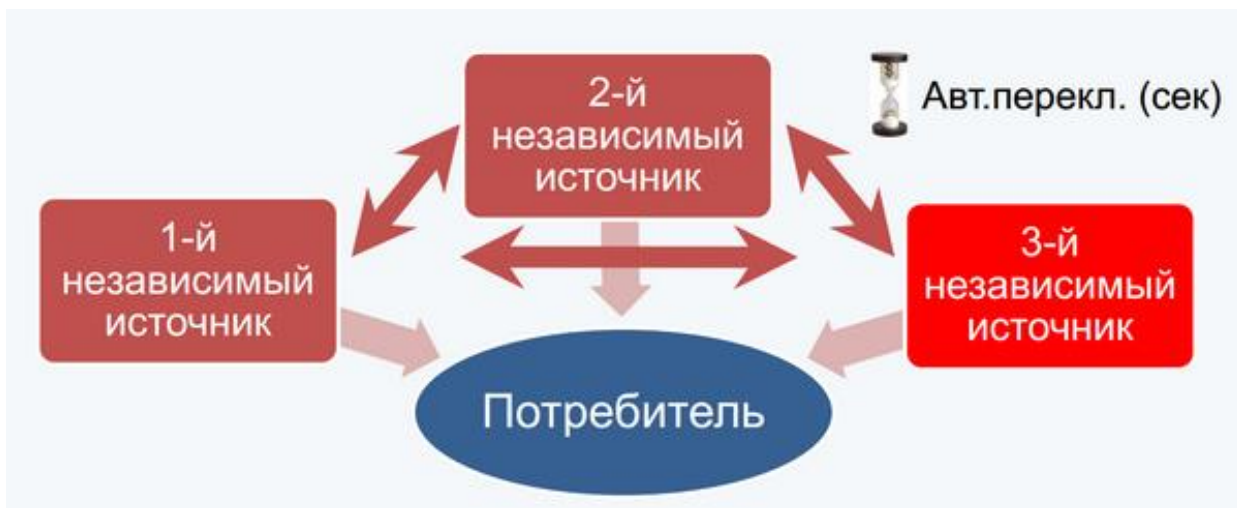 2-й
независимый
источник
Авт.перекл. (сек)
1-й
независимый
источник
3-й
независимый
источник
Потребитель